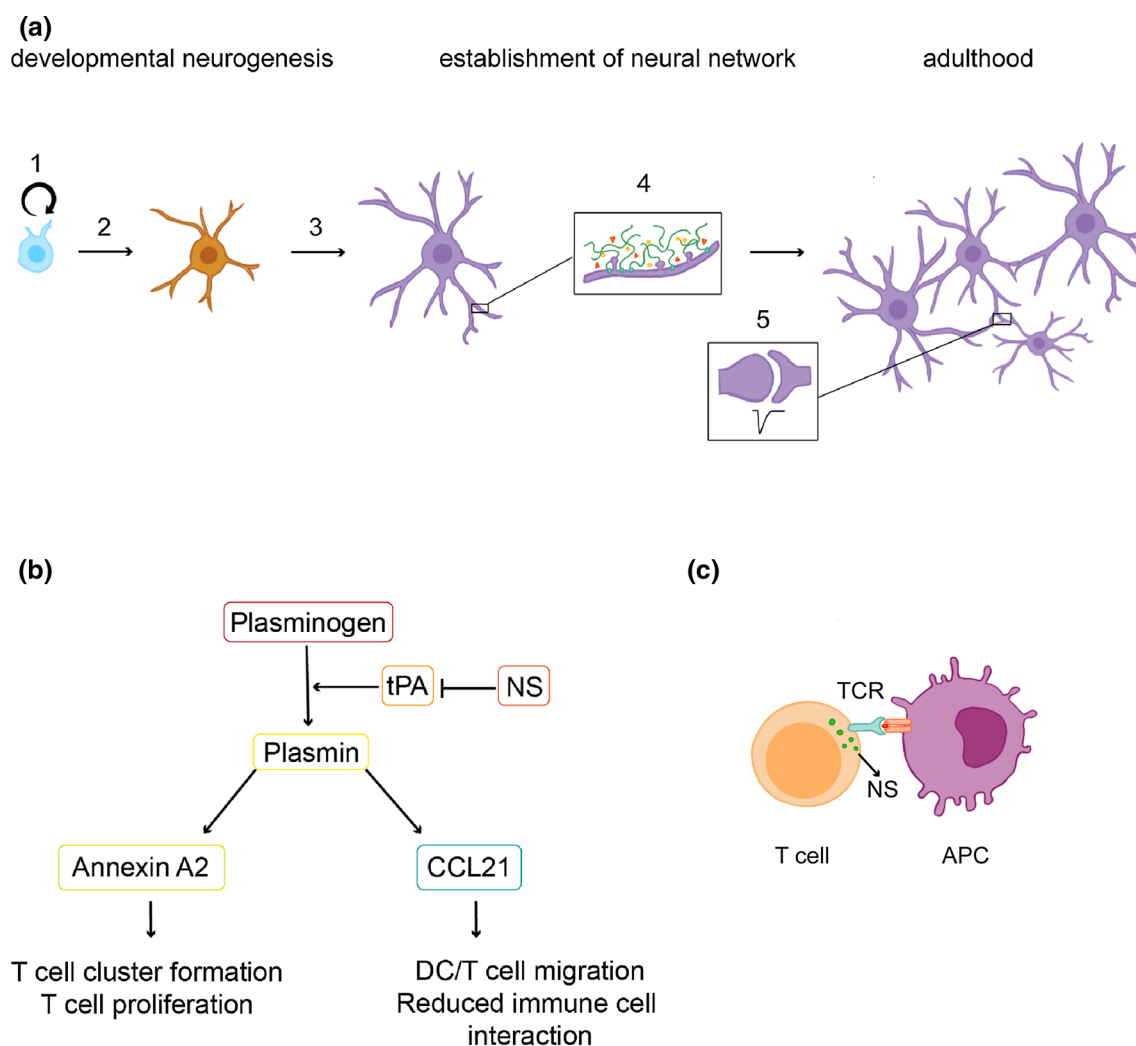 (a)
developmental neurogenesis
establishment of neural network
adulthood
1
2
3
4
5
(b)
Plasminogen
tPA
NS
Plasmin
Annexin A2
CCL21
T cell cluster formation
T cell proliferation
DC/T cell migration
Reduced immune cell
interaction
(c)
TCR
NS
T cell
APC